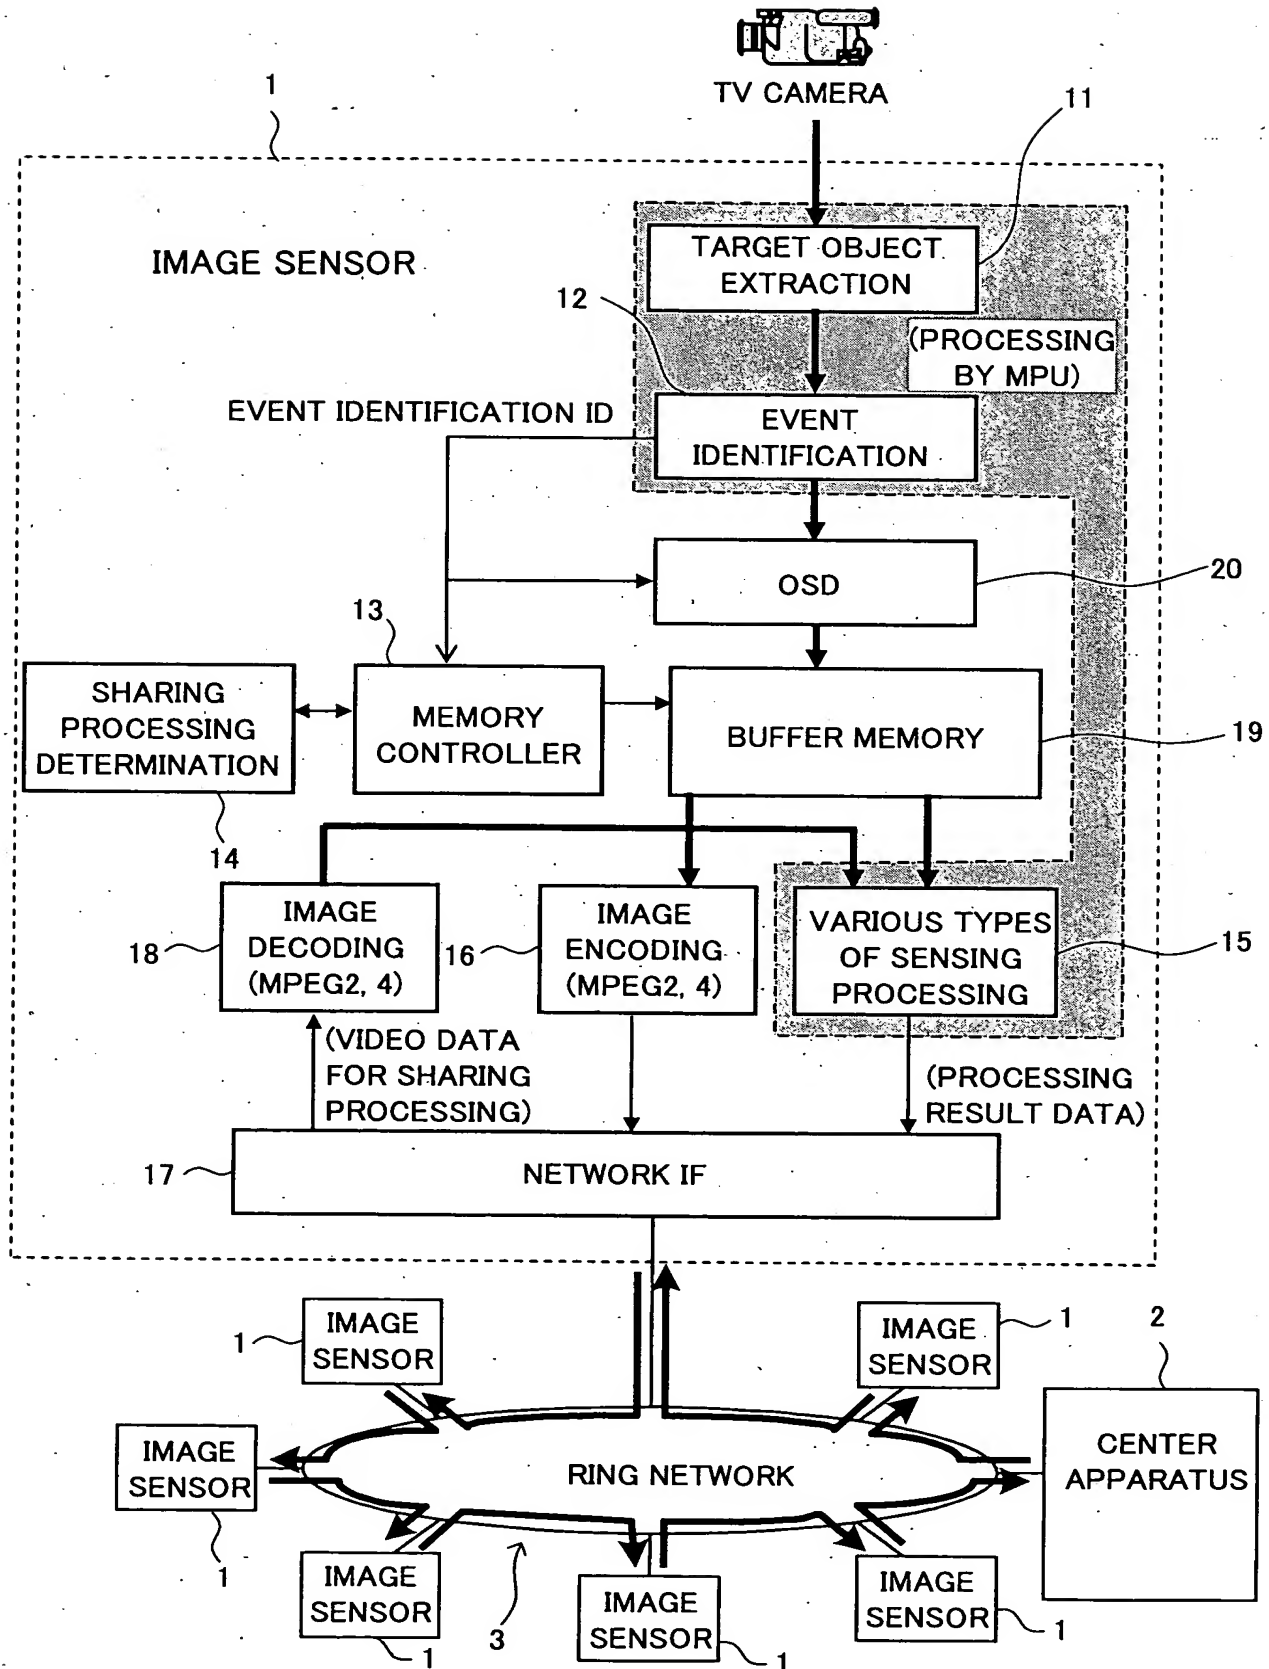 TV CAMERA
1
11
IMAGE SENSOR
TARGET OBJECT
EXTRACTION
12
(PROCESSING
BY MPU)
EVENT IDENTIFICATION ID
EVENT
IDENTIFICATION
OSD
20
13
SHARING
PROCESSING
DETERMINATION
MEMORY
CONTROLLER
BUFFER MEMORY
19
14
IMAGE
DECODING
(MPEG2, 4)
18
IMAGE
ENCODING
(MPEG2, 4)
16
VARIOUS TYPES
OF SENSING
PROCESSING
15
(VIDEO DATA
FOR SHARING
PROCESSING)
(PROCESSING
RESULT DATA)
17
NETWORK IF
1
IMAGE
SENSOR
IMAGE
SENSOR
1
2
IMAGE
SENSOR
1
RING NETWORK
CENTER
APPARATUS
IMAGE
SENSOR
1
3
IMAGE
SENSOR
1
IMAGE
SENSOR
1